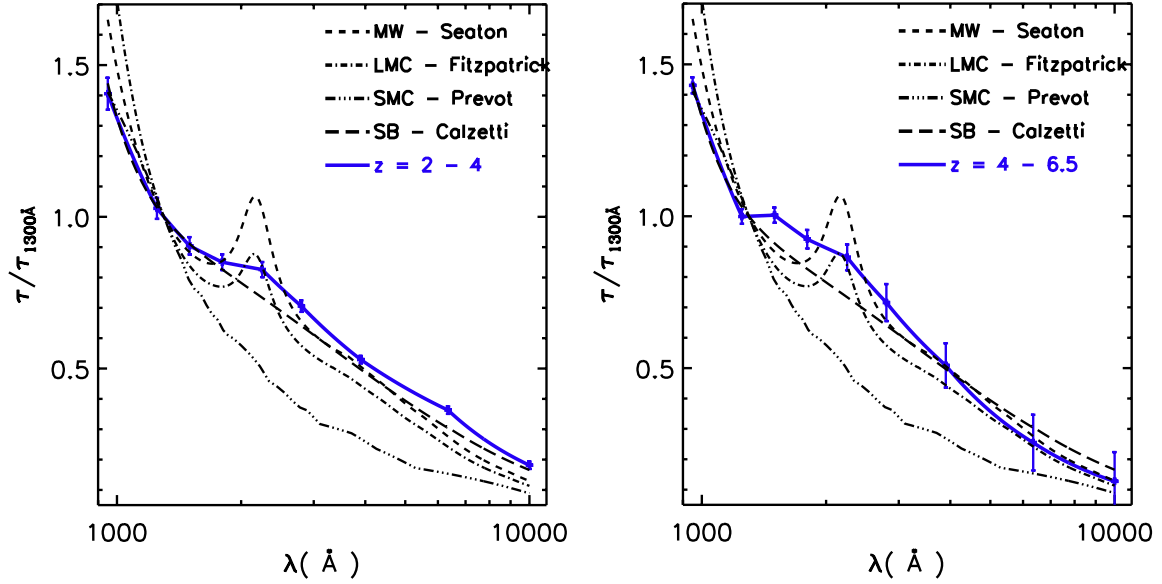 MW – Seaton
LMC – Fitzpatrick
SMC – Prevot
SB – Calzetti
z = 2 – 4
1.5
1.0
0.5
τ/τ1300Å
1000
10000
λ( Å )
MW – Seaton
LMC – Fitzpatrick
SMC – Prevot
SB – Calzetti
z = 4 – 6.5
1.5
1.0
0.5
τ/τ1300Å
1000
10000
λ( Å )